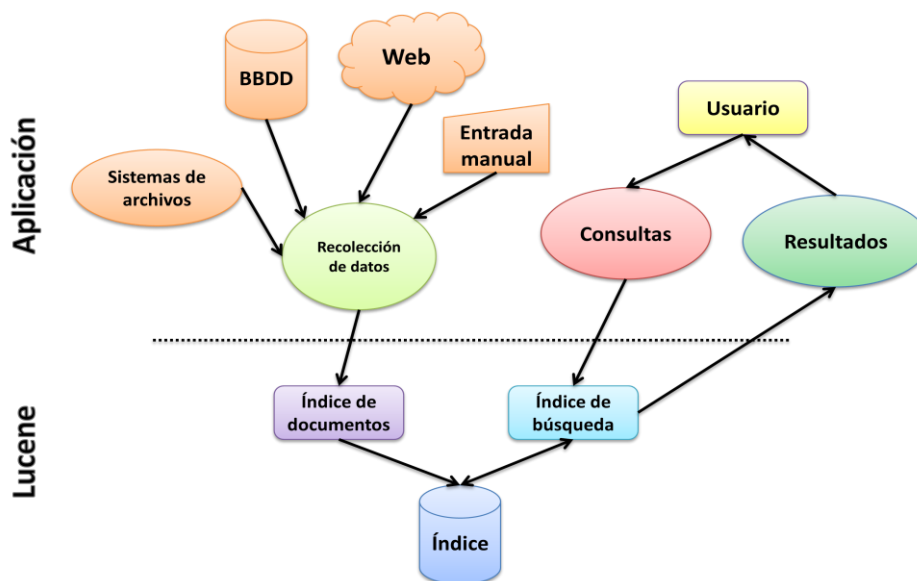 Aplicación
BBDD
Web
Entrada
manual
Sistemas de
archivos
Recolección
de datos
Usuario
Consultas
Resultados
Lucene
Índice de
documentos
Índice de
búsqueda
Índice